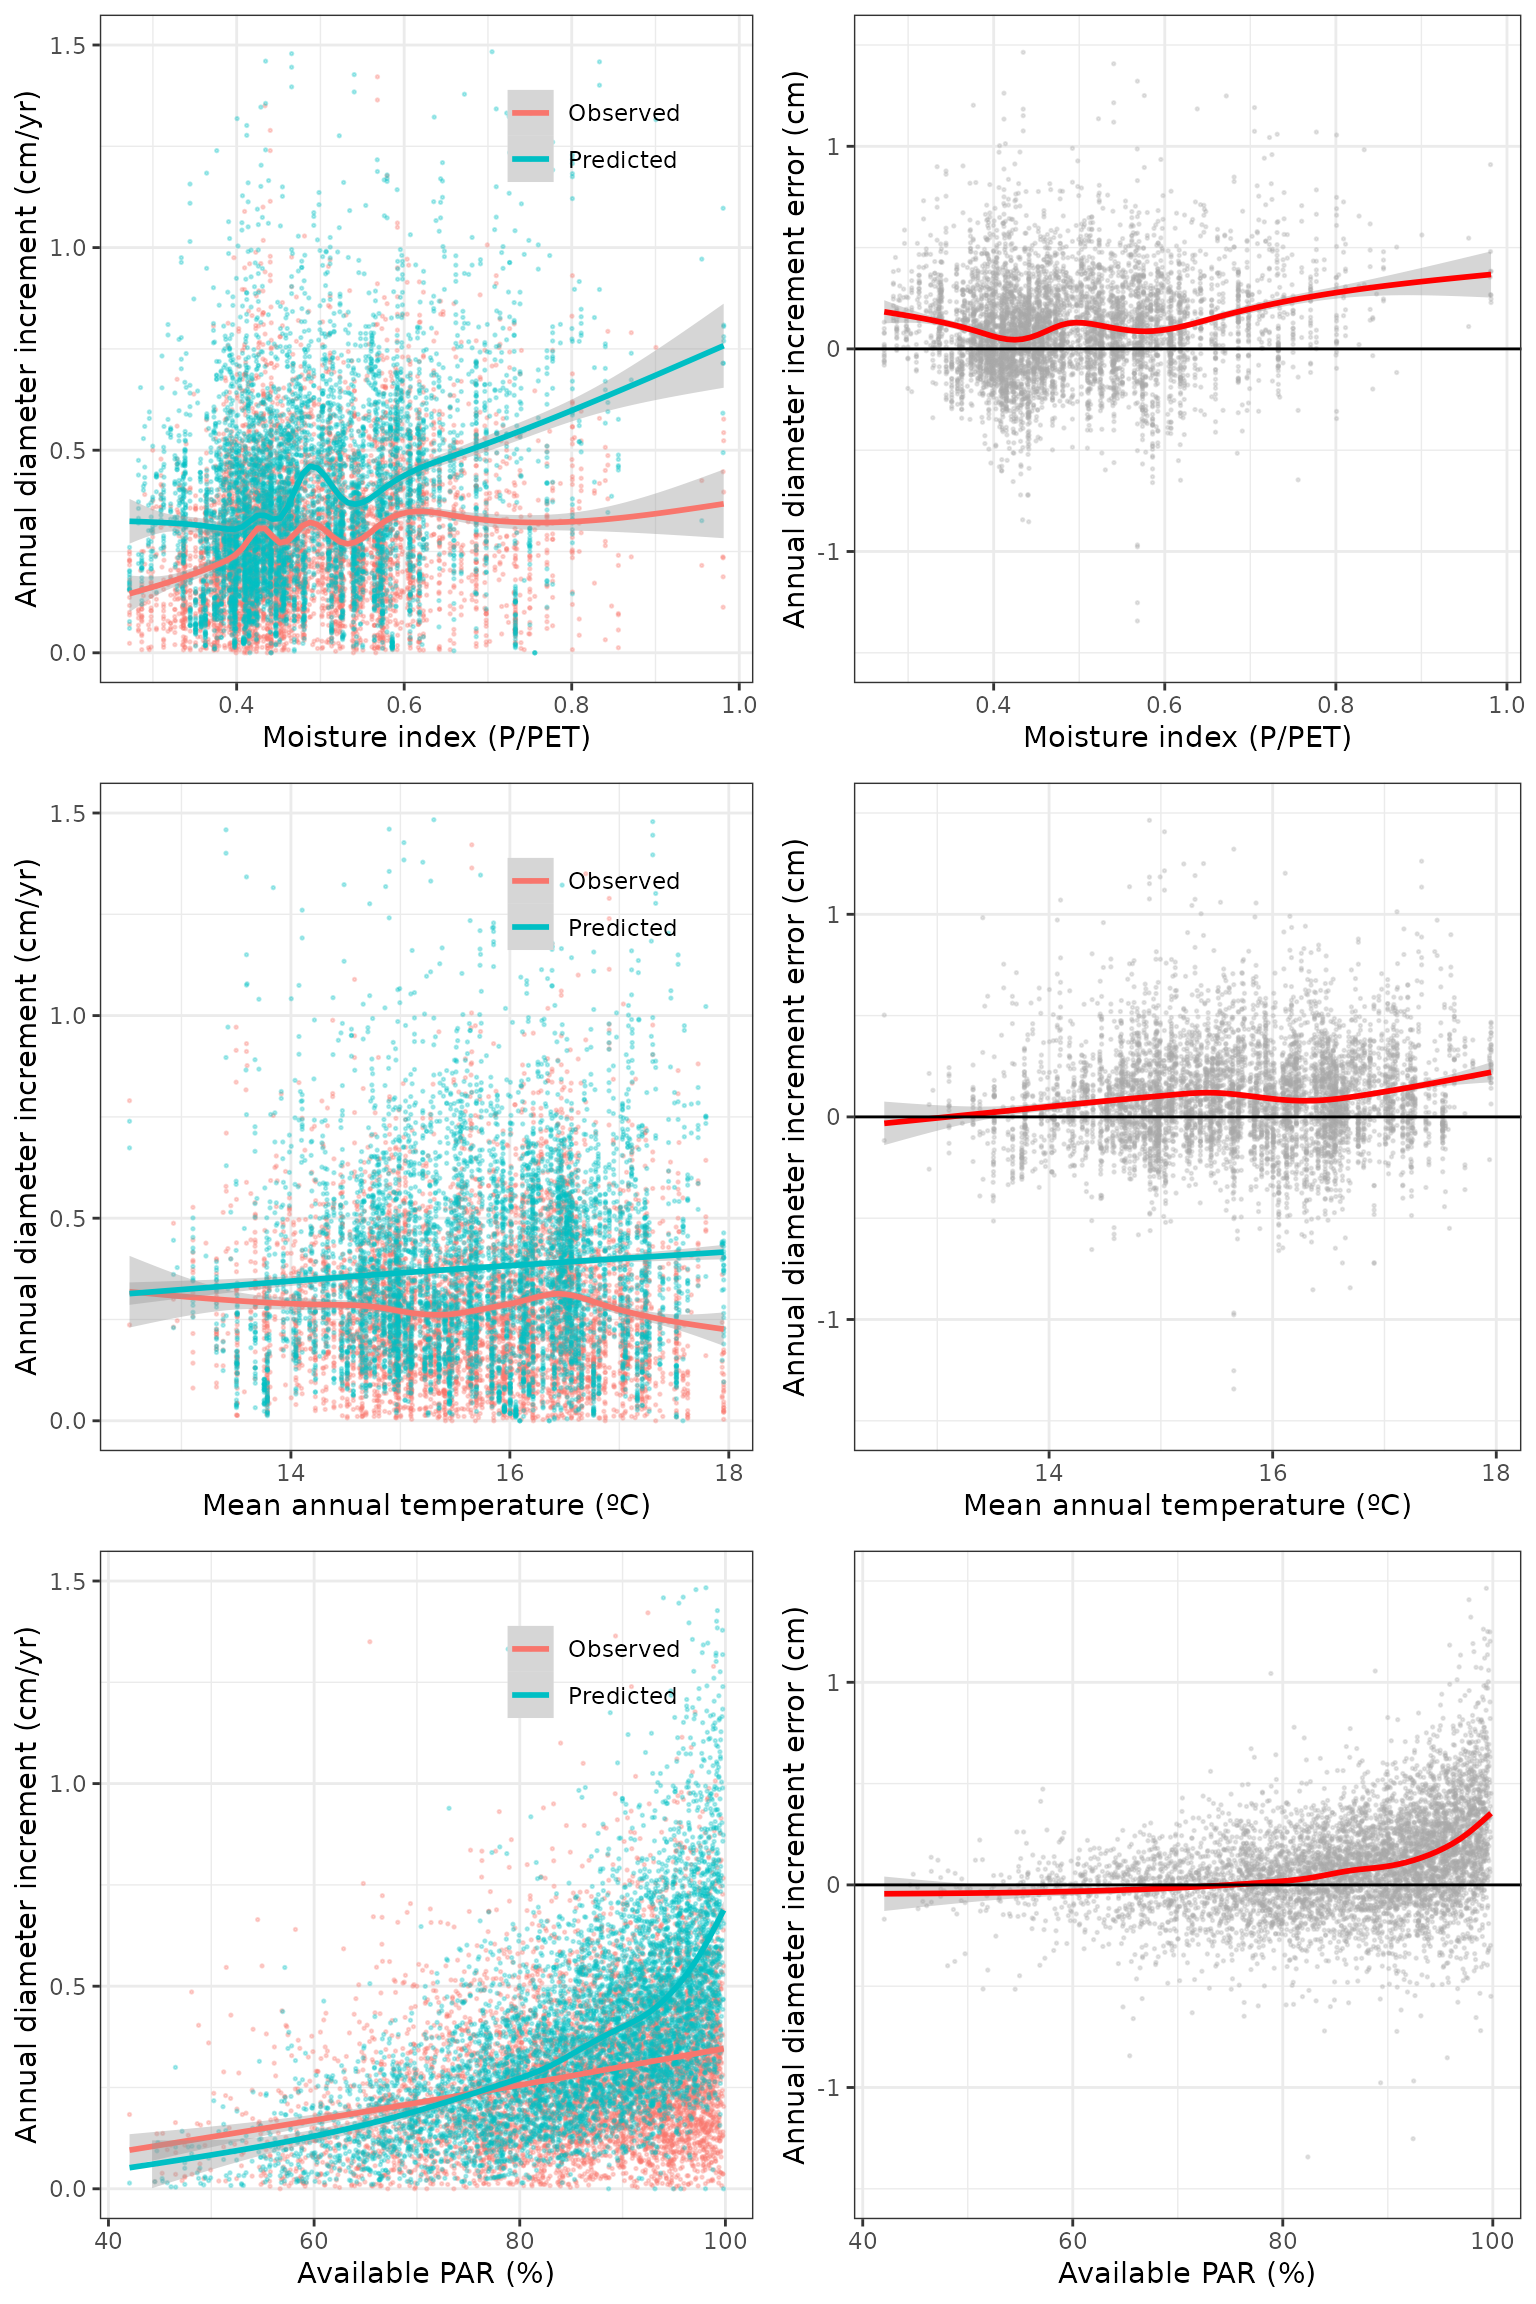 Annual diameter increment (cm/yr)
1.5
1.0
0.5
0.0
Observed
Predicted
0.4 0.6 0.8 1.0
Moisture index (P/PET)
Annual diameter increment error (cm)
1
0
-1
0.4 0.6 0.8 1.0
Moisture index (P/PET)
Annual diameter increment (cm/yr)
1.5
1.0
0.5
0.0
Observed
Predicted
14 16 18
Mean annual temperature (ºC)
Annual diameter increment error (cm)
1
0
-1
14 16 18
Mean annual temperature (ºC)
Annual diameter increment (cm/yr)
1.5
1.0
0.5
0.0
Observed
Predicted
40 60 80 100
Available PAR (%)
Annual diameter increment error (cm)
1
0
-1
40 60 80 100
Available PAR (%)